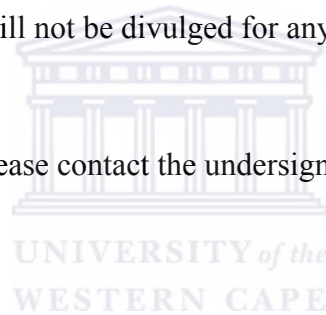 ill not be divulged for any
ease contact the undersign
UNIVERSITY of the
WESTERN CAPE